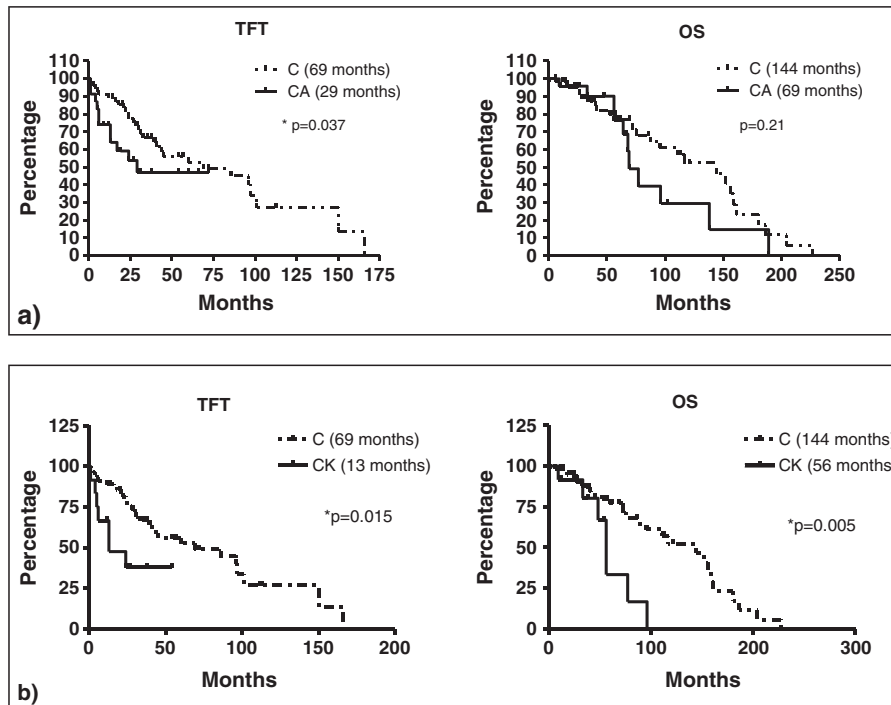 TFT
C (69 months)
CA (29 months)
* p=0.037
110
100
90
80
70
60
50
40
30
20
10
0
Percentage
0 25 50 75 100 125 150 175
Months
OS
C (144 months)
CA (69 months)
p=0.21
110
100
90
80
70
60
50
40
30
20
10
0
Percentage
0 50 100 150 200 250
Months
a)
TFT
C (69 months)
CK (13 months)
*p=0.015
125
100
75
50
25
0
Percentage
0 50 100 150 200
Months
OS
C (144 months)
CK (56 months)
*p=0.005
125
100
75
50
25
0
Percentage
0 100 200 300
Months
b)